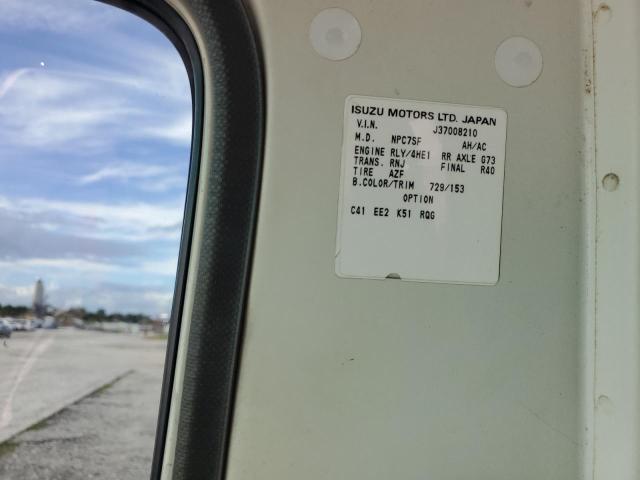 ISUZU MOTORS LTD. JAPAN
V.I.N. J37008210
M.D. NPC7SF AH/AC
ENGINE RLY/4HE1 RR AXLE G73
TRANS. RNJ FINAL R40
TIRE AZF
B.COLOR/TRIM 729/153
OPTION
C41 EE2 K51 RQG